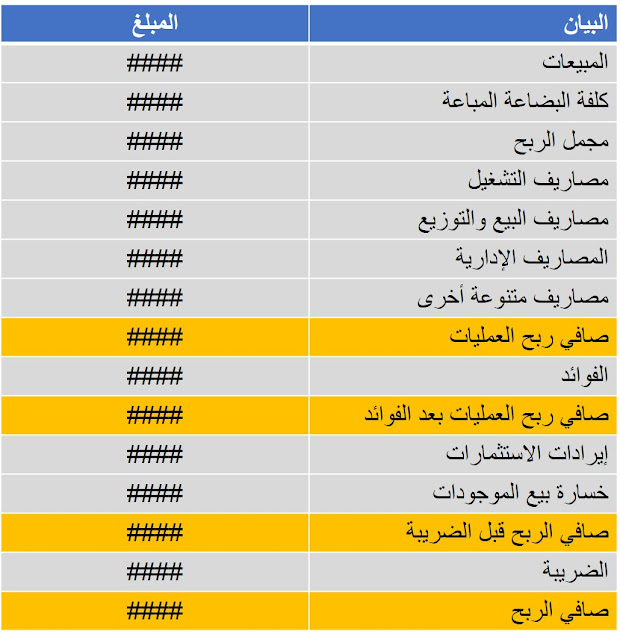 البيان المبلغ
المبيعات ####
كلفة البضاعة المباعة ####
مجمل الربح ####
مصاريف التشغيل ####
مصاريف البيع والتوزيع ####
المصاريف الإدارية ####
مصاريف متنوعة أخرى ####
صافي ربح العمليات ####
الفوائد ####
صافي ربح العمليات بعد الفوائد ####
إيرادات الاستثمارات ####
خسارة بيع الموجودات ####
صافي الربح قبل الضريبة ####
الضريبة ####
صافي الربح ####